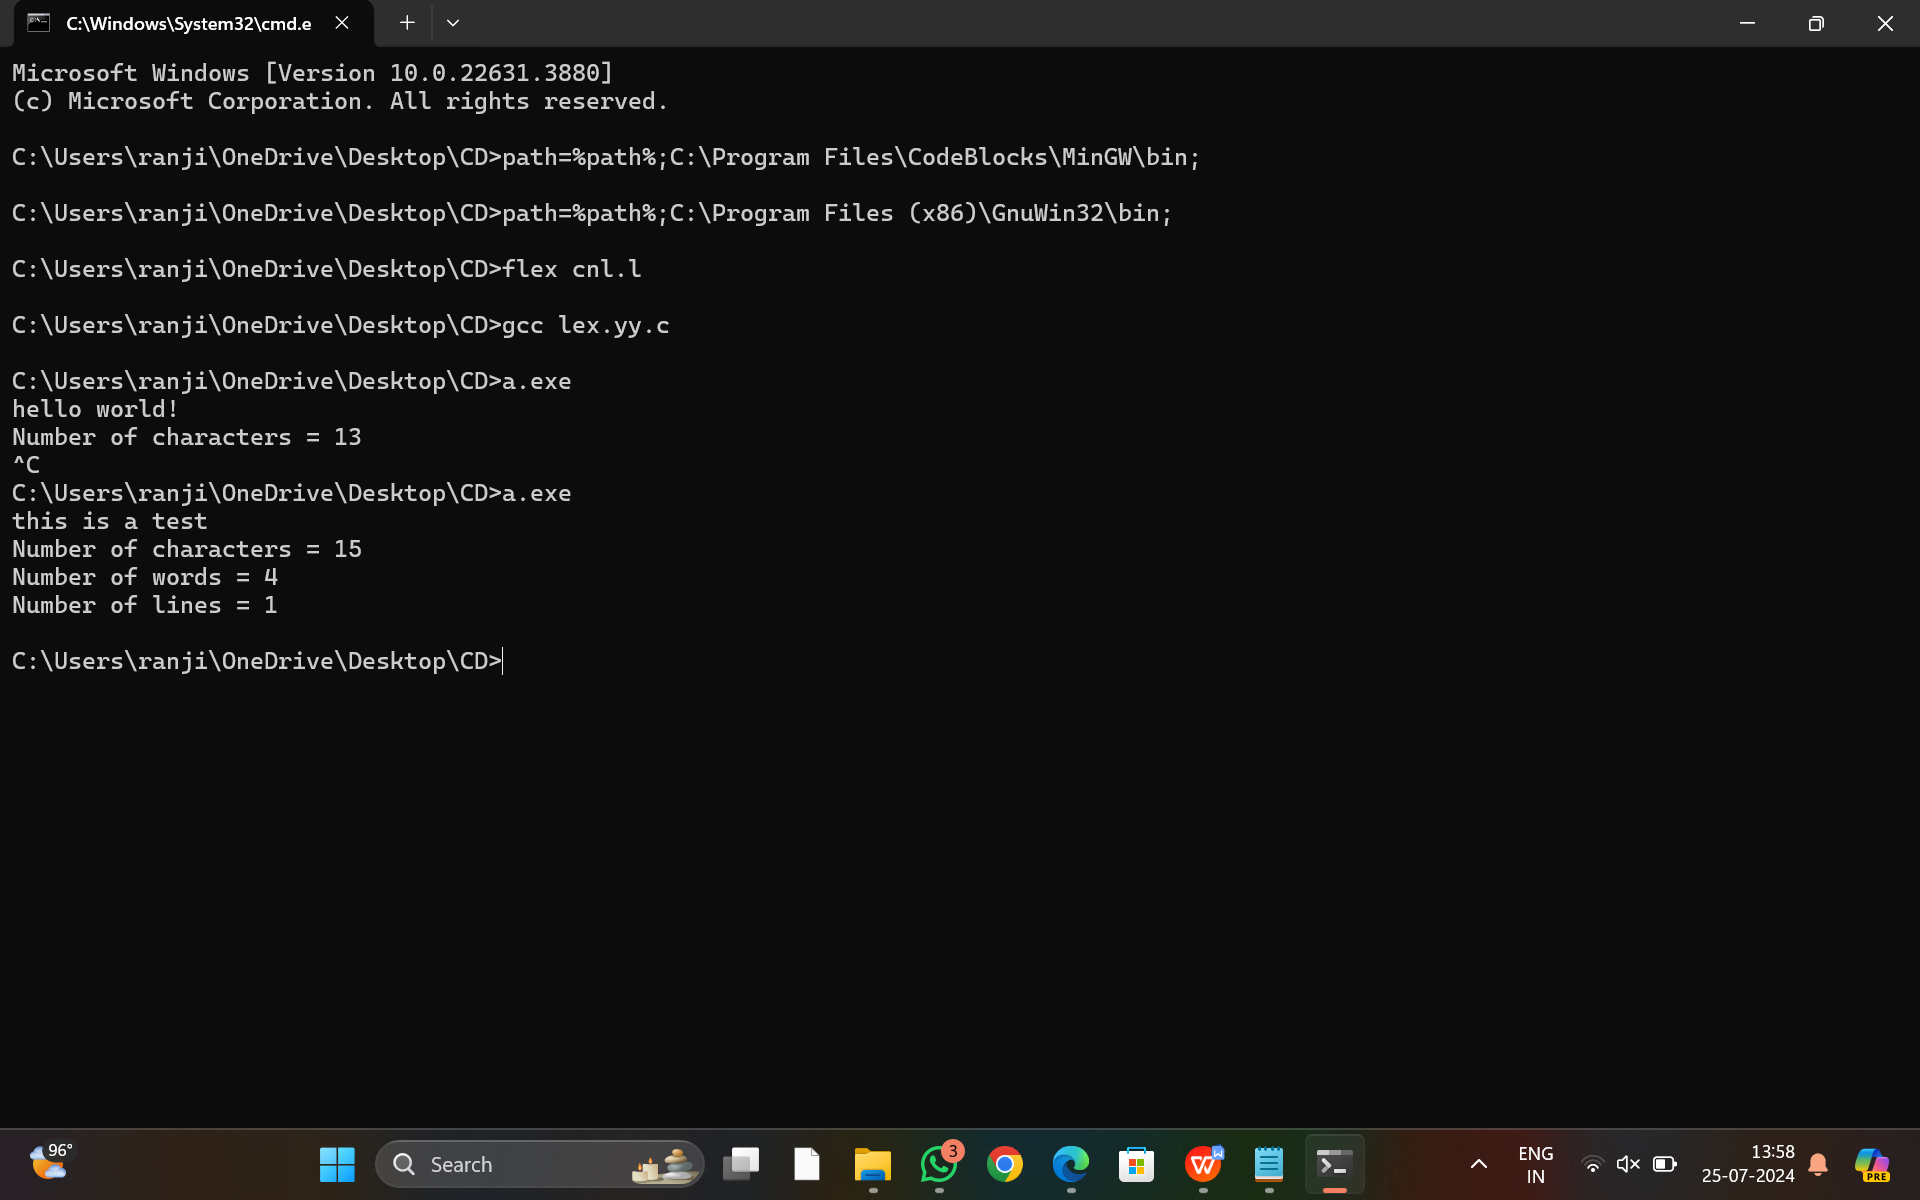 C:\Windows\System32\cmd.e
Microsoft Windows [Version 10.0.22631.3880]
(c) Microsoft Corporation. All rights reserved.
C:\Users\ranji\OneDrive\Desktop\CD>path=%path%;C:\Program Files\CodeBlocks\MinGW\bin;
C:\Users\ranji\OneDrive\Desktop\CD>path=%path%;C:\Program Files (x86)\GnuWin32\bin;
C:\Users\ranji\OneDrive\Desktop\CD>flex cnl.l
C:\Users\ranji\OneDrive\Desktop\CD>gcc lex.yy.c
C:\Users\ranji\OneDrive\Desktop\CD>a.exe
hello world!
Number of characters = 13
^C
C:\Users\ranji\OneDrive\Desktop\CD>a.exe
this is a test
Number of characters = 15
Number of words = 4
Number of lines = 1
C:\Users\ranji\OneDrive\Desktop\CD>
96°
Search
3
W
ENG
IN
13:58
25-07-2024
PRE